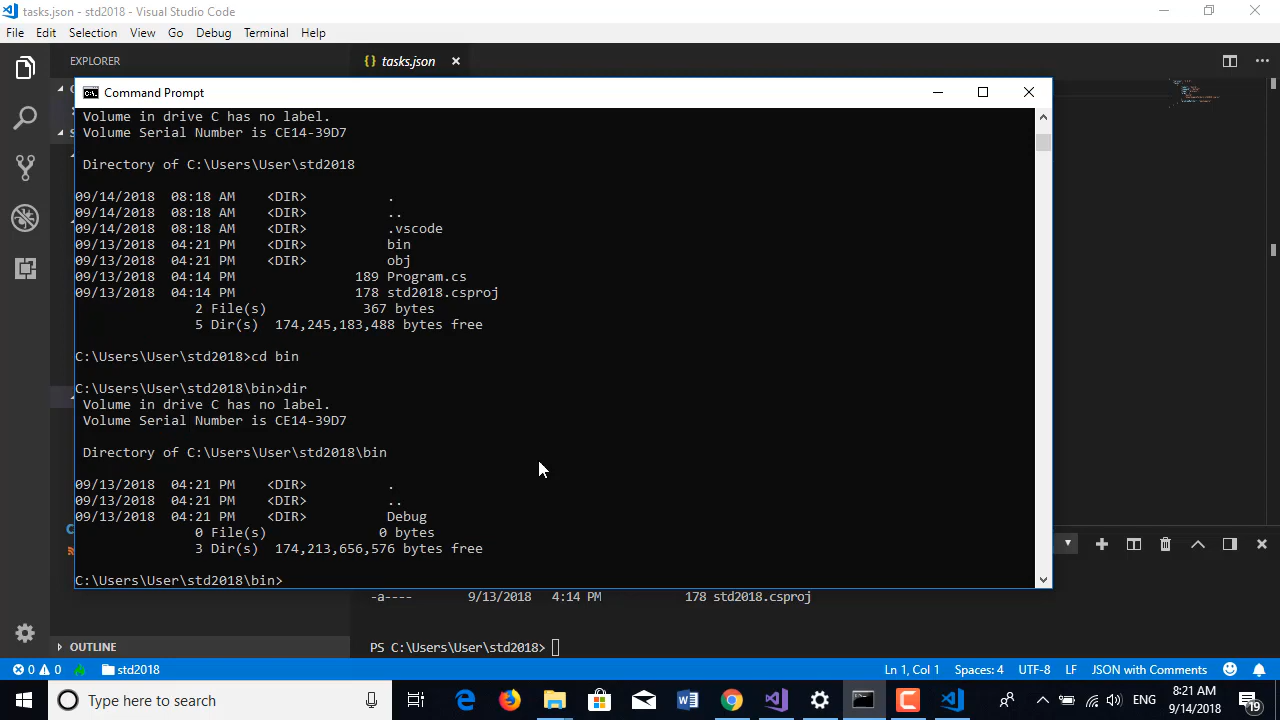 tasks.json - std2018 - Visual Studio Code
File Edit Selection View Go Debug Terminal Help
EXPLORER
{ } tasks.json
Command Prompt
Volume in drive C has no label.
Volume Serial Number is CE14-39D7
Directory of C:\Users\User\std2018
09/14/2018 08:18 AM <DIR> .
09/14/2018 08:18 AM <DIR> ..
09/14/2018 08:18 AM <DIR> .vscode
09/13/2018 04:21 PM <DIR> bin
09/13/2018 04:21 PM <DIR> obj
09/13/2018 04:14 PM 189 Program.cs
09/13/2018 04:14 PM 178 std2018.csproj
2 File(s) 367 bytes
5 Dir(s) 174,245,183,488 bytes free
C:\Users\User\std2018>cd bin
C:\Users\User\std2018\bin>dir
Volume in drive C has no label.
Volume Serial Number is CE14-39D7
Directory of C:\Users\User\std2018\bin
09/13/2018 04:21 PM <DIR> .
09/13/2018 04:21 PM <DIR> ..
09/13/2018 04:21 PM <DIR> Debug
0 File(s) 0 bytes
3 Dir(s) 174,213,656,576 bytes free
C:\Users\User\std2018\bin>
-a---- 9/13/2018 4:14 PM 178 std2018.csproj
PS C:\Users\User\std2018>
OUTLINE
0 0 std2018 Ln 1, Col 1 Spaces: 4 UTF-8 LF JSON with Comments
Type here to search
ENG
8:21 AM
9/14/2018
19